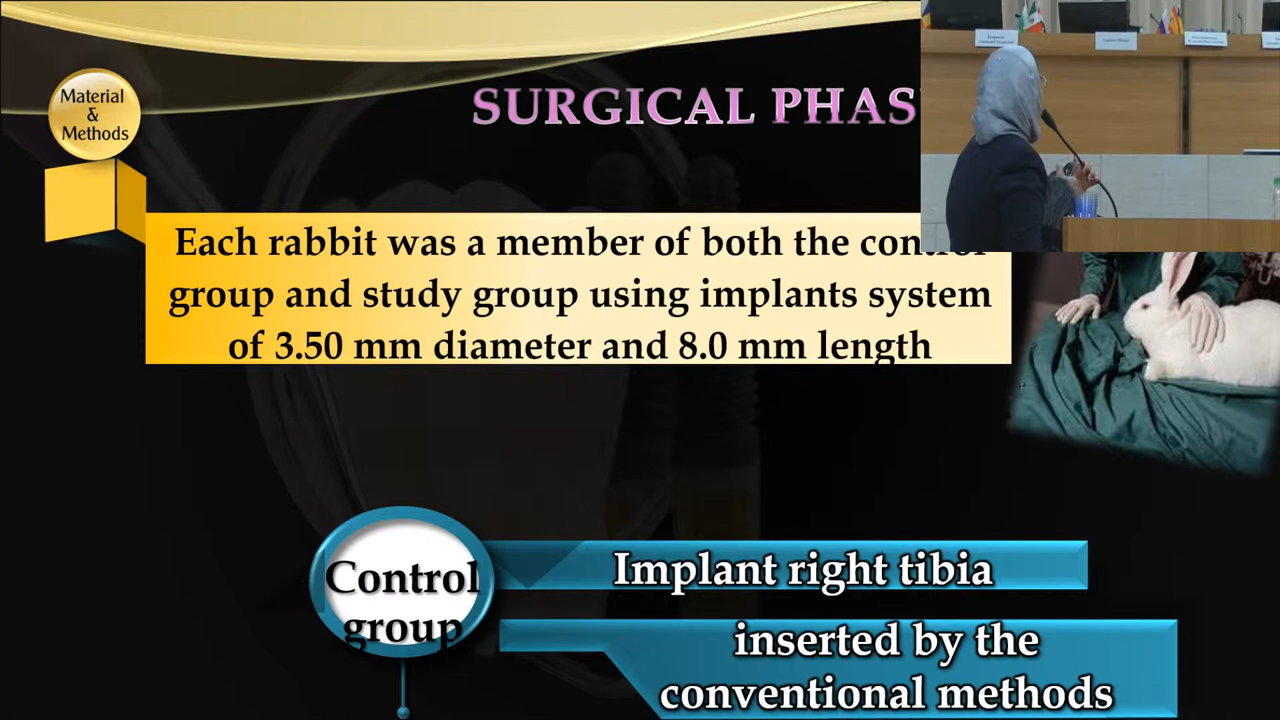 Material
&
Methods
SURGICAL PHAS
Each rabbit was a member of both the control
group and study group using implants system
of 3.50 mm diameter and 8.0 mm length
Control
group
Implant right tibia
inserted by the
conventional methods